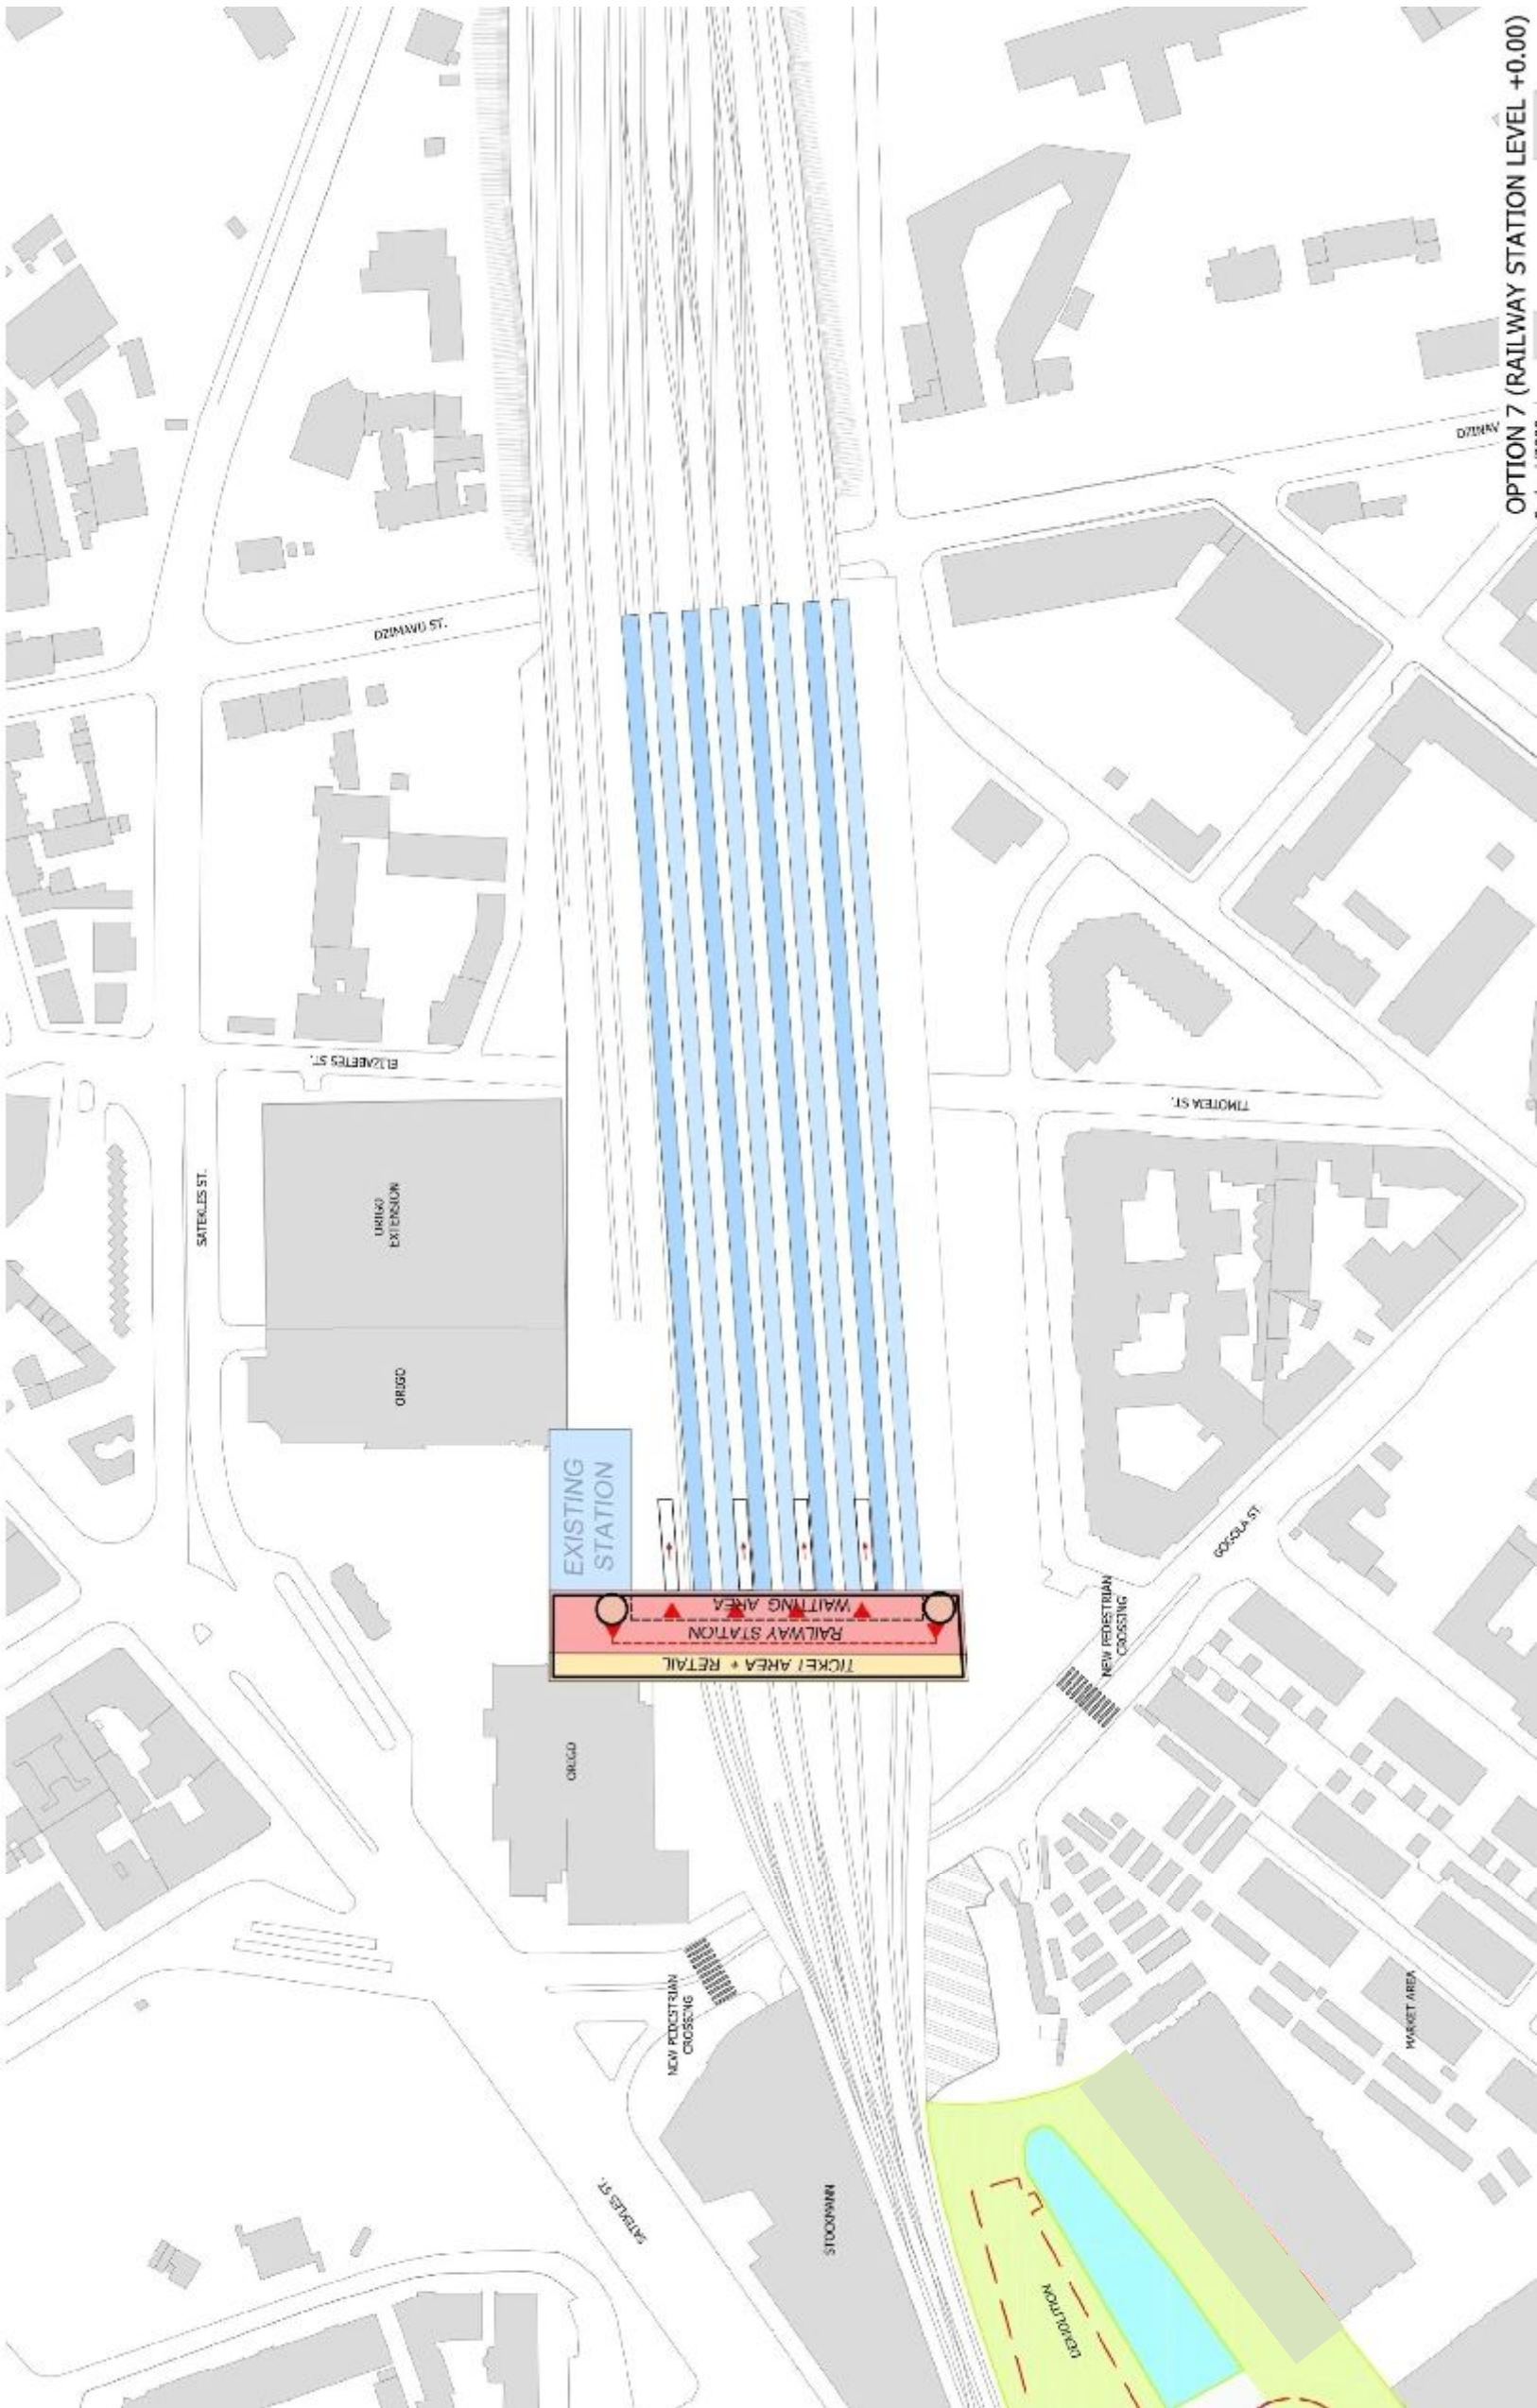 OPTION 7 (RAILWAY STATION LEVEL +0.00)
DZIRNAVU ST.
ELIZABETES ST.
TIMOTEJA ST.
SATEKLES ST.
ORIGO
EXTENSION
ORIGO
EXISTING
STATION
WAITING AREA
RAILWAY STATION
TICKET AREA + RETAIL
GOGOLA ST.
NEW PEDESTRIAN
CROSSING
ORIGO
NEW PEDESTRIAN
CROSSING
MARKET AREA
SATEKLES ST.
STOCKMANN
DEMOLITION